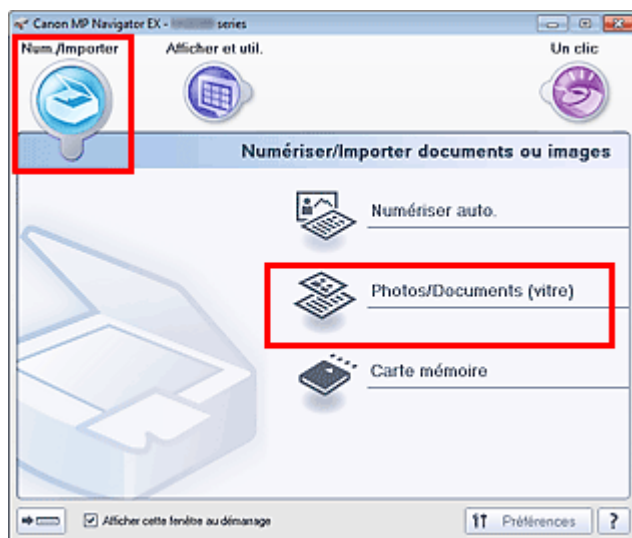 Canon MP Navigator EX - series
Num./Importer
Afficher et util.
Un clic
Numériser/Importer documents ou images
Numériser auto.
Photos/Documents (vitre)
Carte mémoire
Afficher cette fenêtre au démarrage
Préférences
?